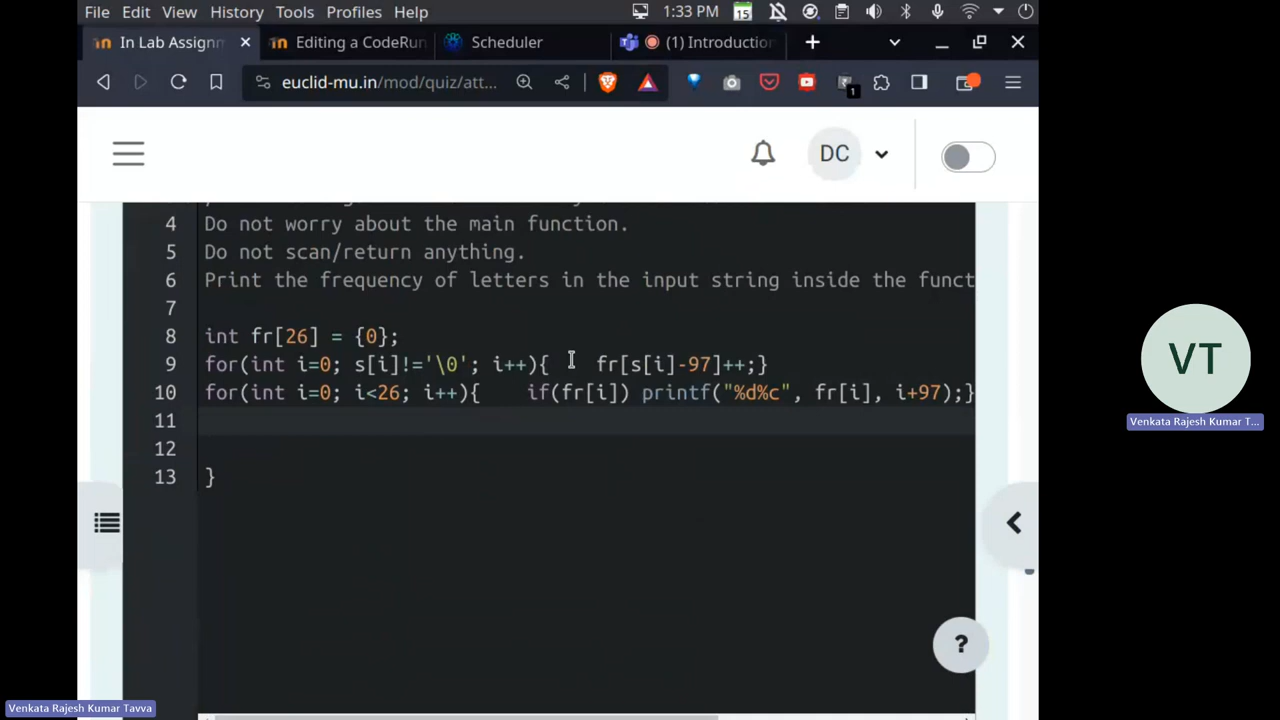 File Edit View History Tools Profiles Help
1:33 PM 15
In Lab Assignm
Editing a CodeRun
Scheduler
(1) Introduction
euclid-mu.in/mod/quiz/att...
1
DC
4 Do not worry about the main function.
5 Do not scan/return anything.
6 Print the frequency of letters in the input string inside the funct
7
8 int fr[26] = {0};
9 for(int i=0; s[i]!='\0'; i++){    fr[s[i]-97]++;}
10 for(int i=0; i<26; i++){    if(fr[i]) printf("%d%c", fr[i], i+97);}
11
12
13 }
?
VT
Venkata Rajesh Kumar T...
Venkata Rajesh Kumar Tavva